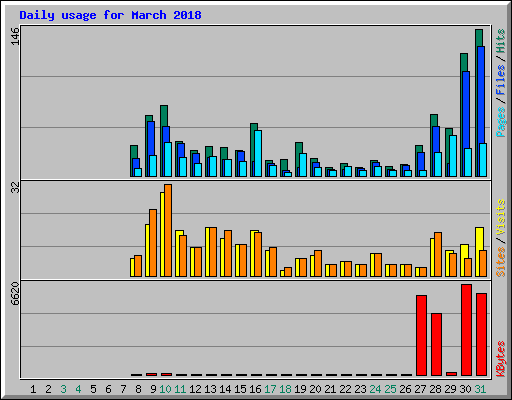 Daily usage for March 2018
146
32
6620
Pages / Files / Hits
Sites / Visits
KBytes
1 2 3 4 5 6 7 8 9 10 11 12 13 14 15 16 17 18 19 20 21 22 23 24 25 26 27 28 29 30 31